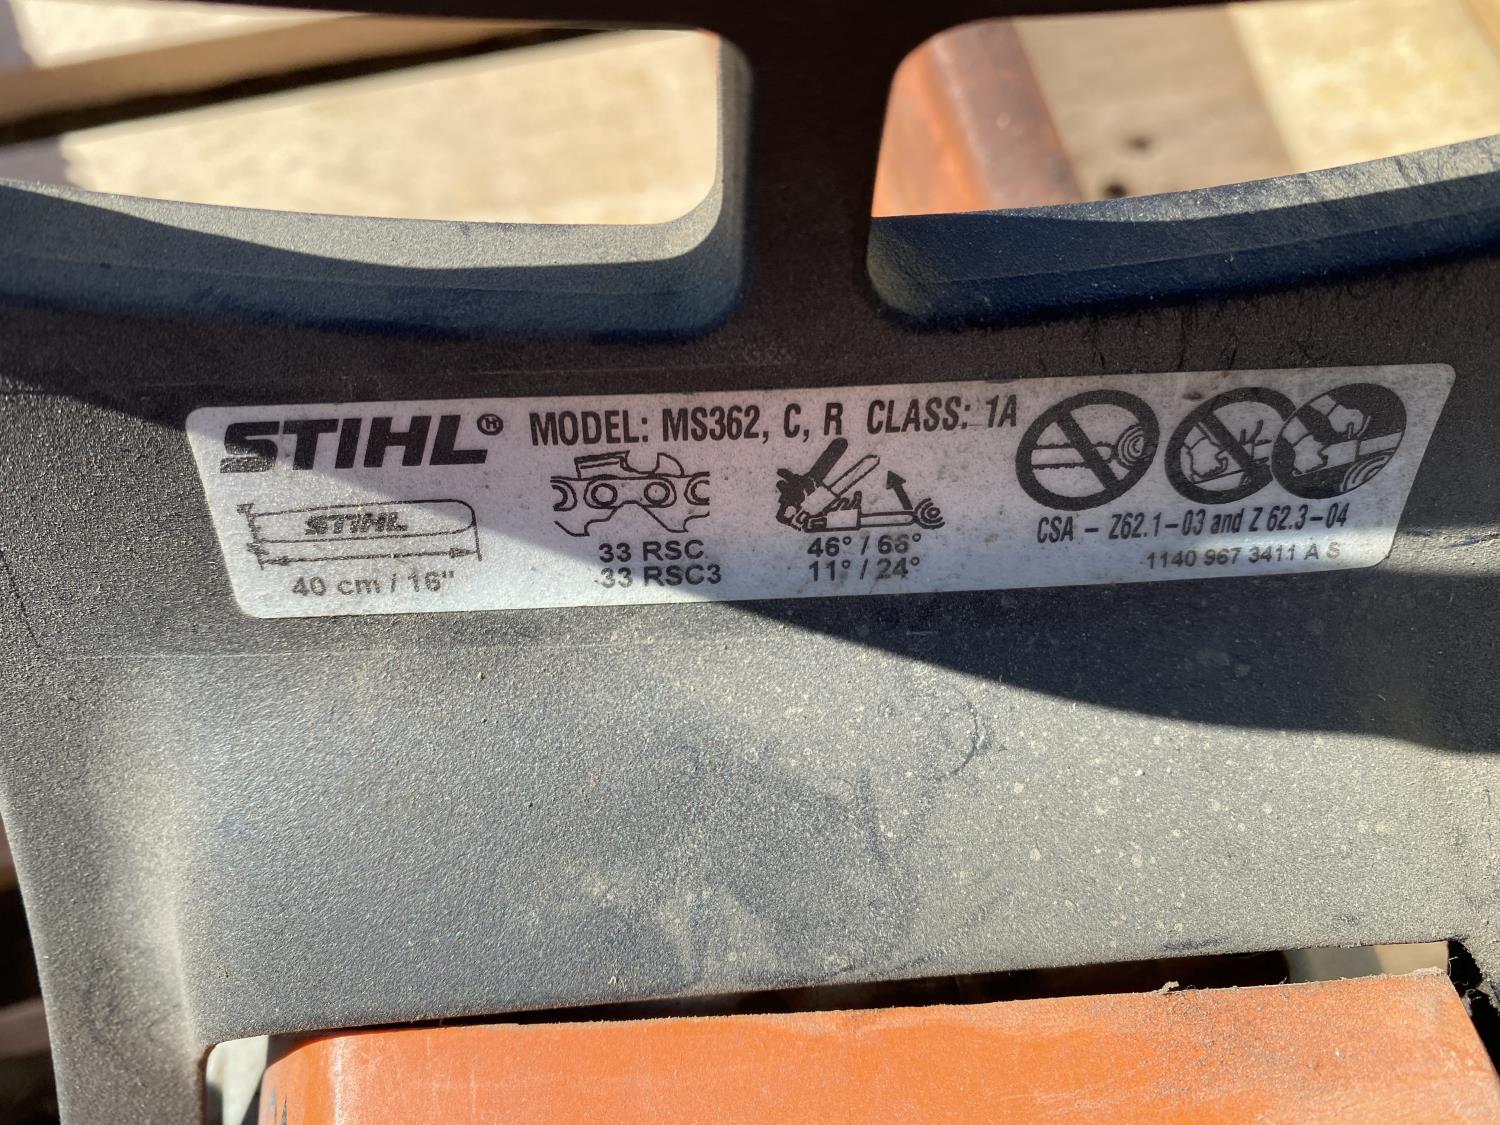 STIHL® MODEL: MS362, C, R CLASS: 1A
STIHL
40 cm / 16"
33 RSC
33 RSC3
46° / 66°
11° / 24°
CSA - Z62.1-03 and Z 62.3-04
1140 967 3411 A S